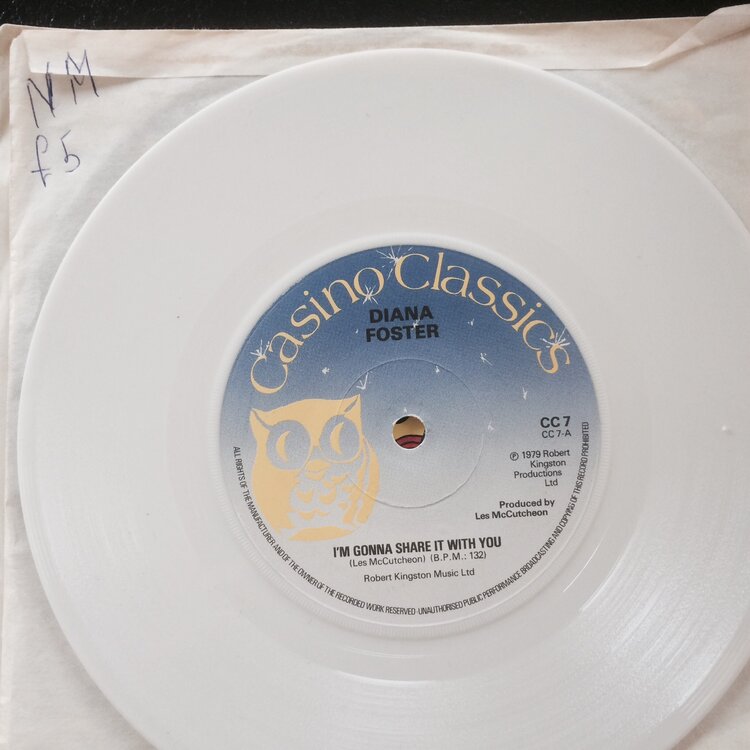 NM
£5
Casino Classics
DIANA
FOSTER
CC 7
CC 7-A
℗ 1979 Robert
Kingston
Productions
Ltd
Produced by
Les McCutcheon
I'M GONNA SHARE IT WITH YOU
(Les McCutcheon) (B.P.M.: 132)
Robert Kingston Music Ltd
ALL RIGHTS OF THE MANUFACTURER AND OF THE OWNER OF THE RECORDED WORK RESERVED · UNAUTHORISED PUBLIC PERFORMANCE BROADCASTING AND COPYING OF THIS RECORD PROHIBITED